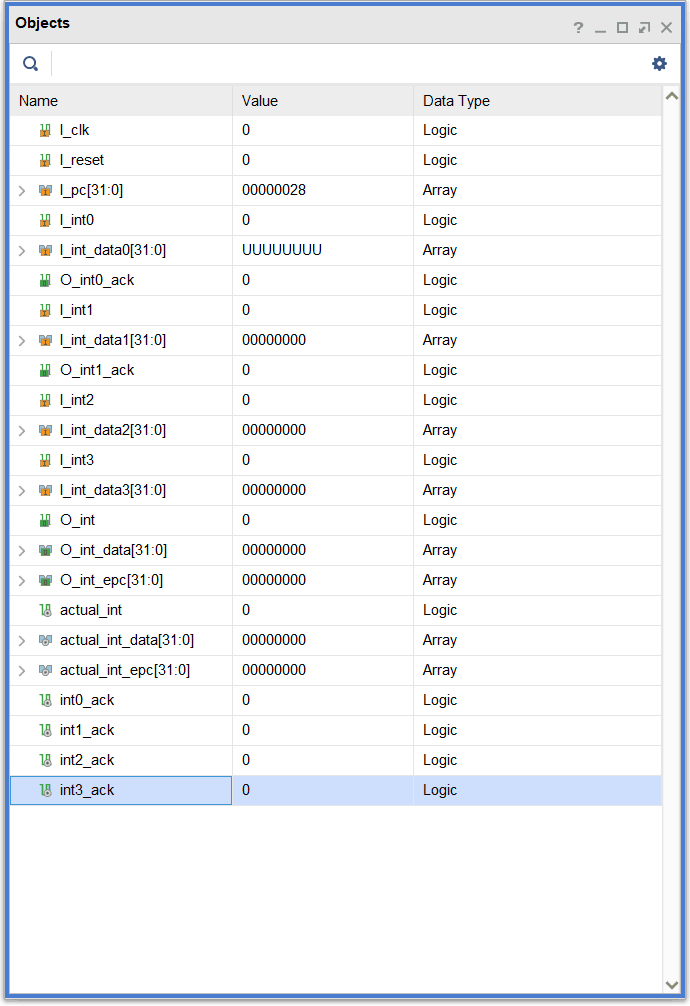 Objects
Name Value Data Type
I_clk 0 Logic
I_reset 0 Logic
I_pc[31:0] 00000028 Array
I_int0 0 Logic
I_int_data0[31:0] UUUUUUUU Array
O_int0_ack 0 Logic
I_int1 0 Logic
I_int_data1[31:0] 00000000 Array
O_int1_ack 0 Logic
I_int2 0 Logic
I_int_data2[31:0] 00000000 Array
I_int3 0 Logic
I_int_data3[31:0] 00000000 Array
O_int 0 Logic
O_int_data[31:0] 00000000 Array
O_int_epc[31:0] 00000000 Array
actual_int 0 Logic
actual_int_data[31:0] 00000000 Array
actual_int_epc[31:0] 00000000 Array
int0_ack 0 Logic
int1_ack 0 Logic
int2_ack 0 Logic
int3_ack 0 Logic